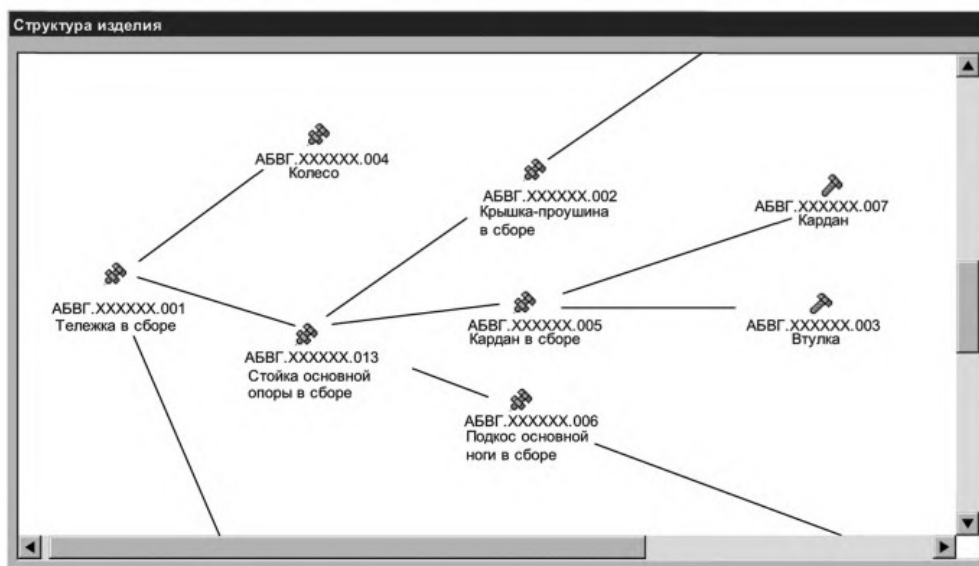 Структура изделия
АБВГ.XXXXXX.004
Колесо
АБВГ.XXXXXX.002
Крышка-проушина
в сборе
АБВГ.XXXXXX.007
Кардан
АБВГ.XXXXXX.001
Тележка в сборе
АБВГ.XXXXXX.005
Кардан в сборе
АБВГ.XXXXXX.003
Втулка
АБВГ.XXXXXX.013
Стойка основной
опоры в сборе
АБВГ.XXXXXX.006
Подкос основной
ноги в сборе